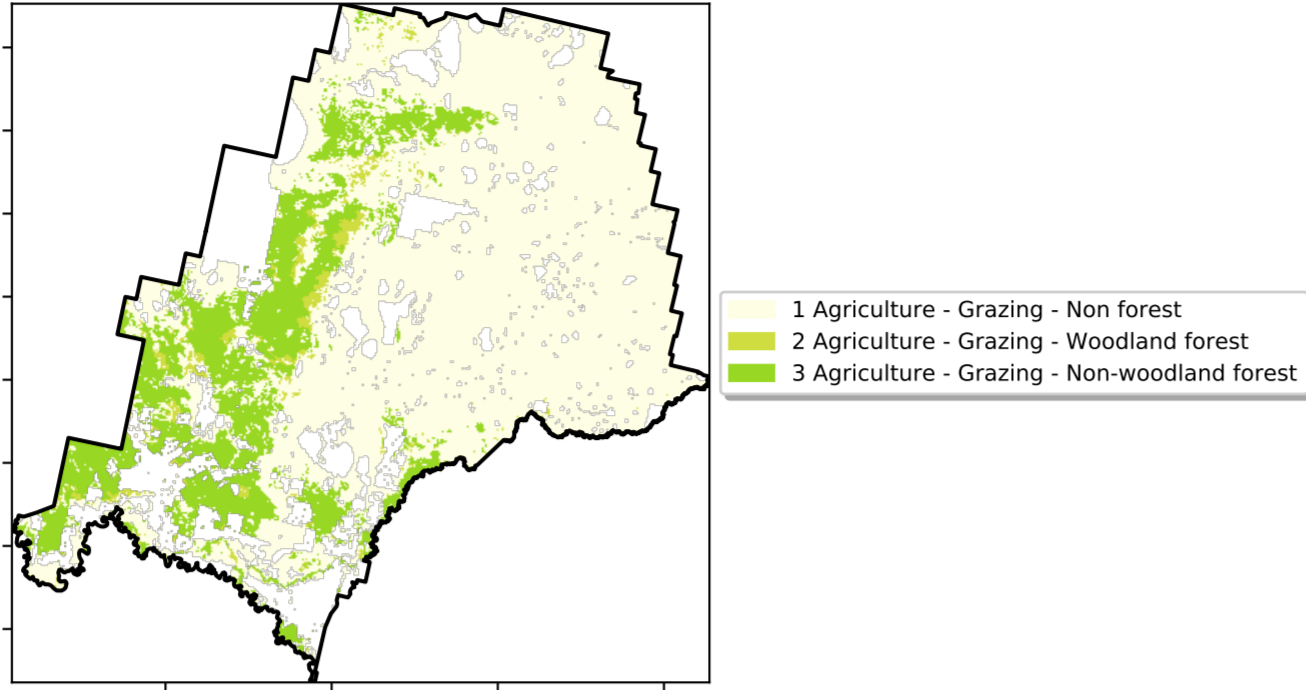 1 Agriculture - Grazing - Non forest
2 Agriculture - Grazing - Woodland forest
3 Agriculture - Grazing - Non-woodland forest